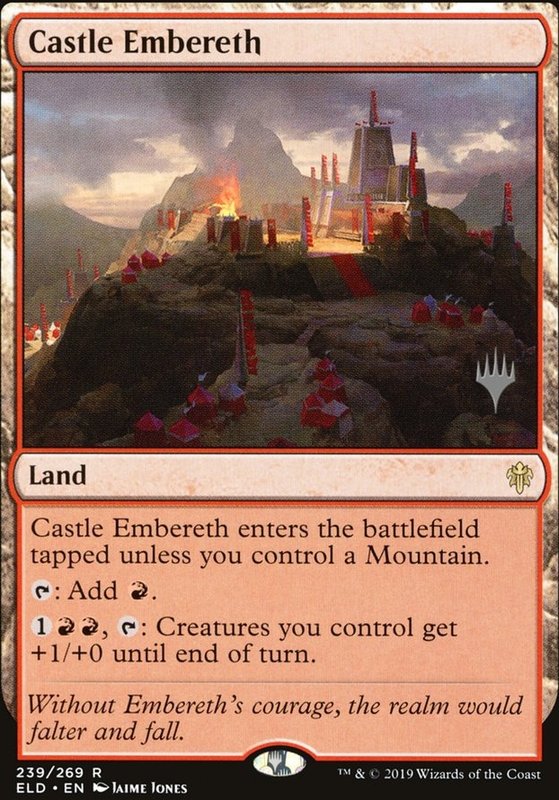 Castle Embereth
Land
Castle Embereth enters the battlefield
tapped unless you control a Mountain.
: Add .
1 , : Creatures you control get
+1/+0 until end of turn.
Without Embereth's courage, the realm would
falter and fall.
239/269 R
ELD • EN JAIME JONES
™ & © 2019 Wizards of the Coast